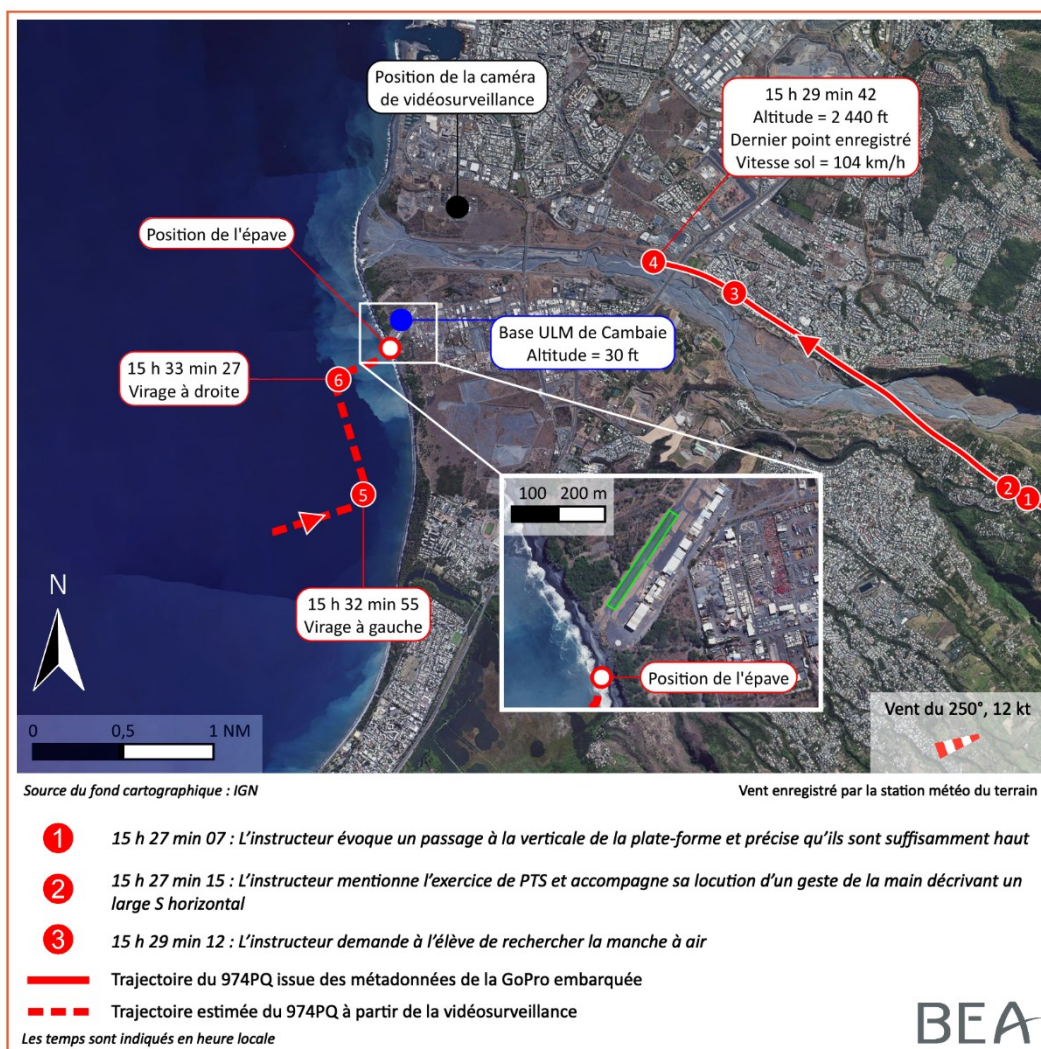 Position de la caméra
de vidéosurveillance
15 h 29 min 42
Altitude = 2 440 ft
Dernier point enregistré
Vitesse sol = 104 km/h
Position de l'épave
4
3
Base ULM de Cambaie
Altitude = 30 ft
15 h 33 min 27
Virage à droite
6
5
2
1
100 200 m
N
15 h 32 min 55
Virage à gauche
Position de l'épave
Vent du 250°, 12 kt
0 0,5 1 NM
Source du fond cartographique : IGN
Vent enregistré par la station météo du terrain
1 15 h 27 min 07 : L’instructeur évoque un passage à la verticale de la plate-forme et précise qu’ils sont suffisamment haut
2 15 h 27 min 15 : L’instructeur mentionne l’exercice de PTS et accompagne sa locution d’un geste de la main décrivant un
large S horizontal
3 15 h 29 min 12 : L’instructeur demande à l’élève de rechercher la manche à air
Trajectoire du 974PQ issue des métadonnées de la GoPro embarquée
Trajectoire estimée du 974PQ à partir de la vidéosurveillance
Les temps sont indiqués en heure locale
BEA